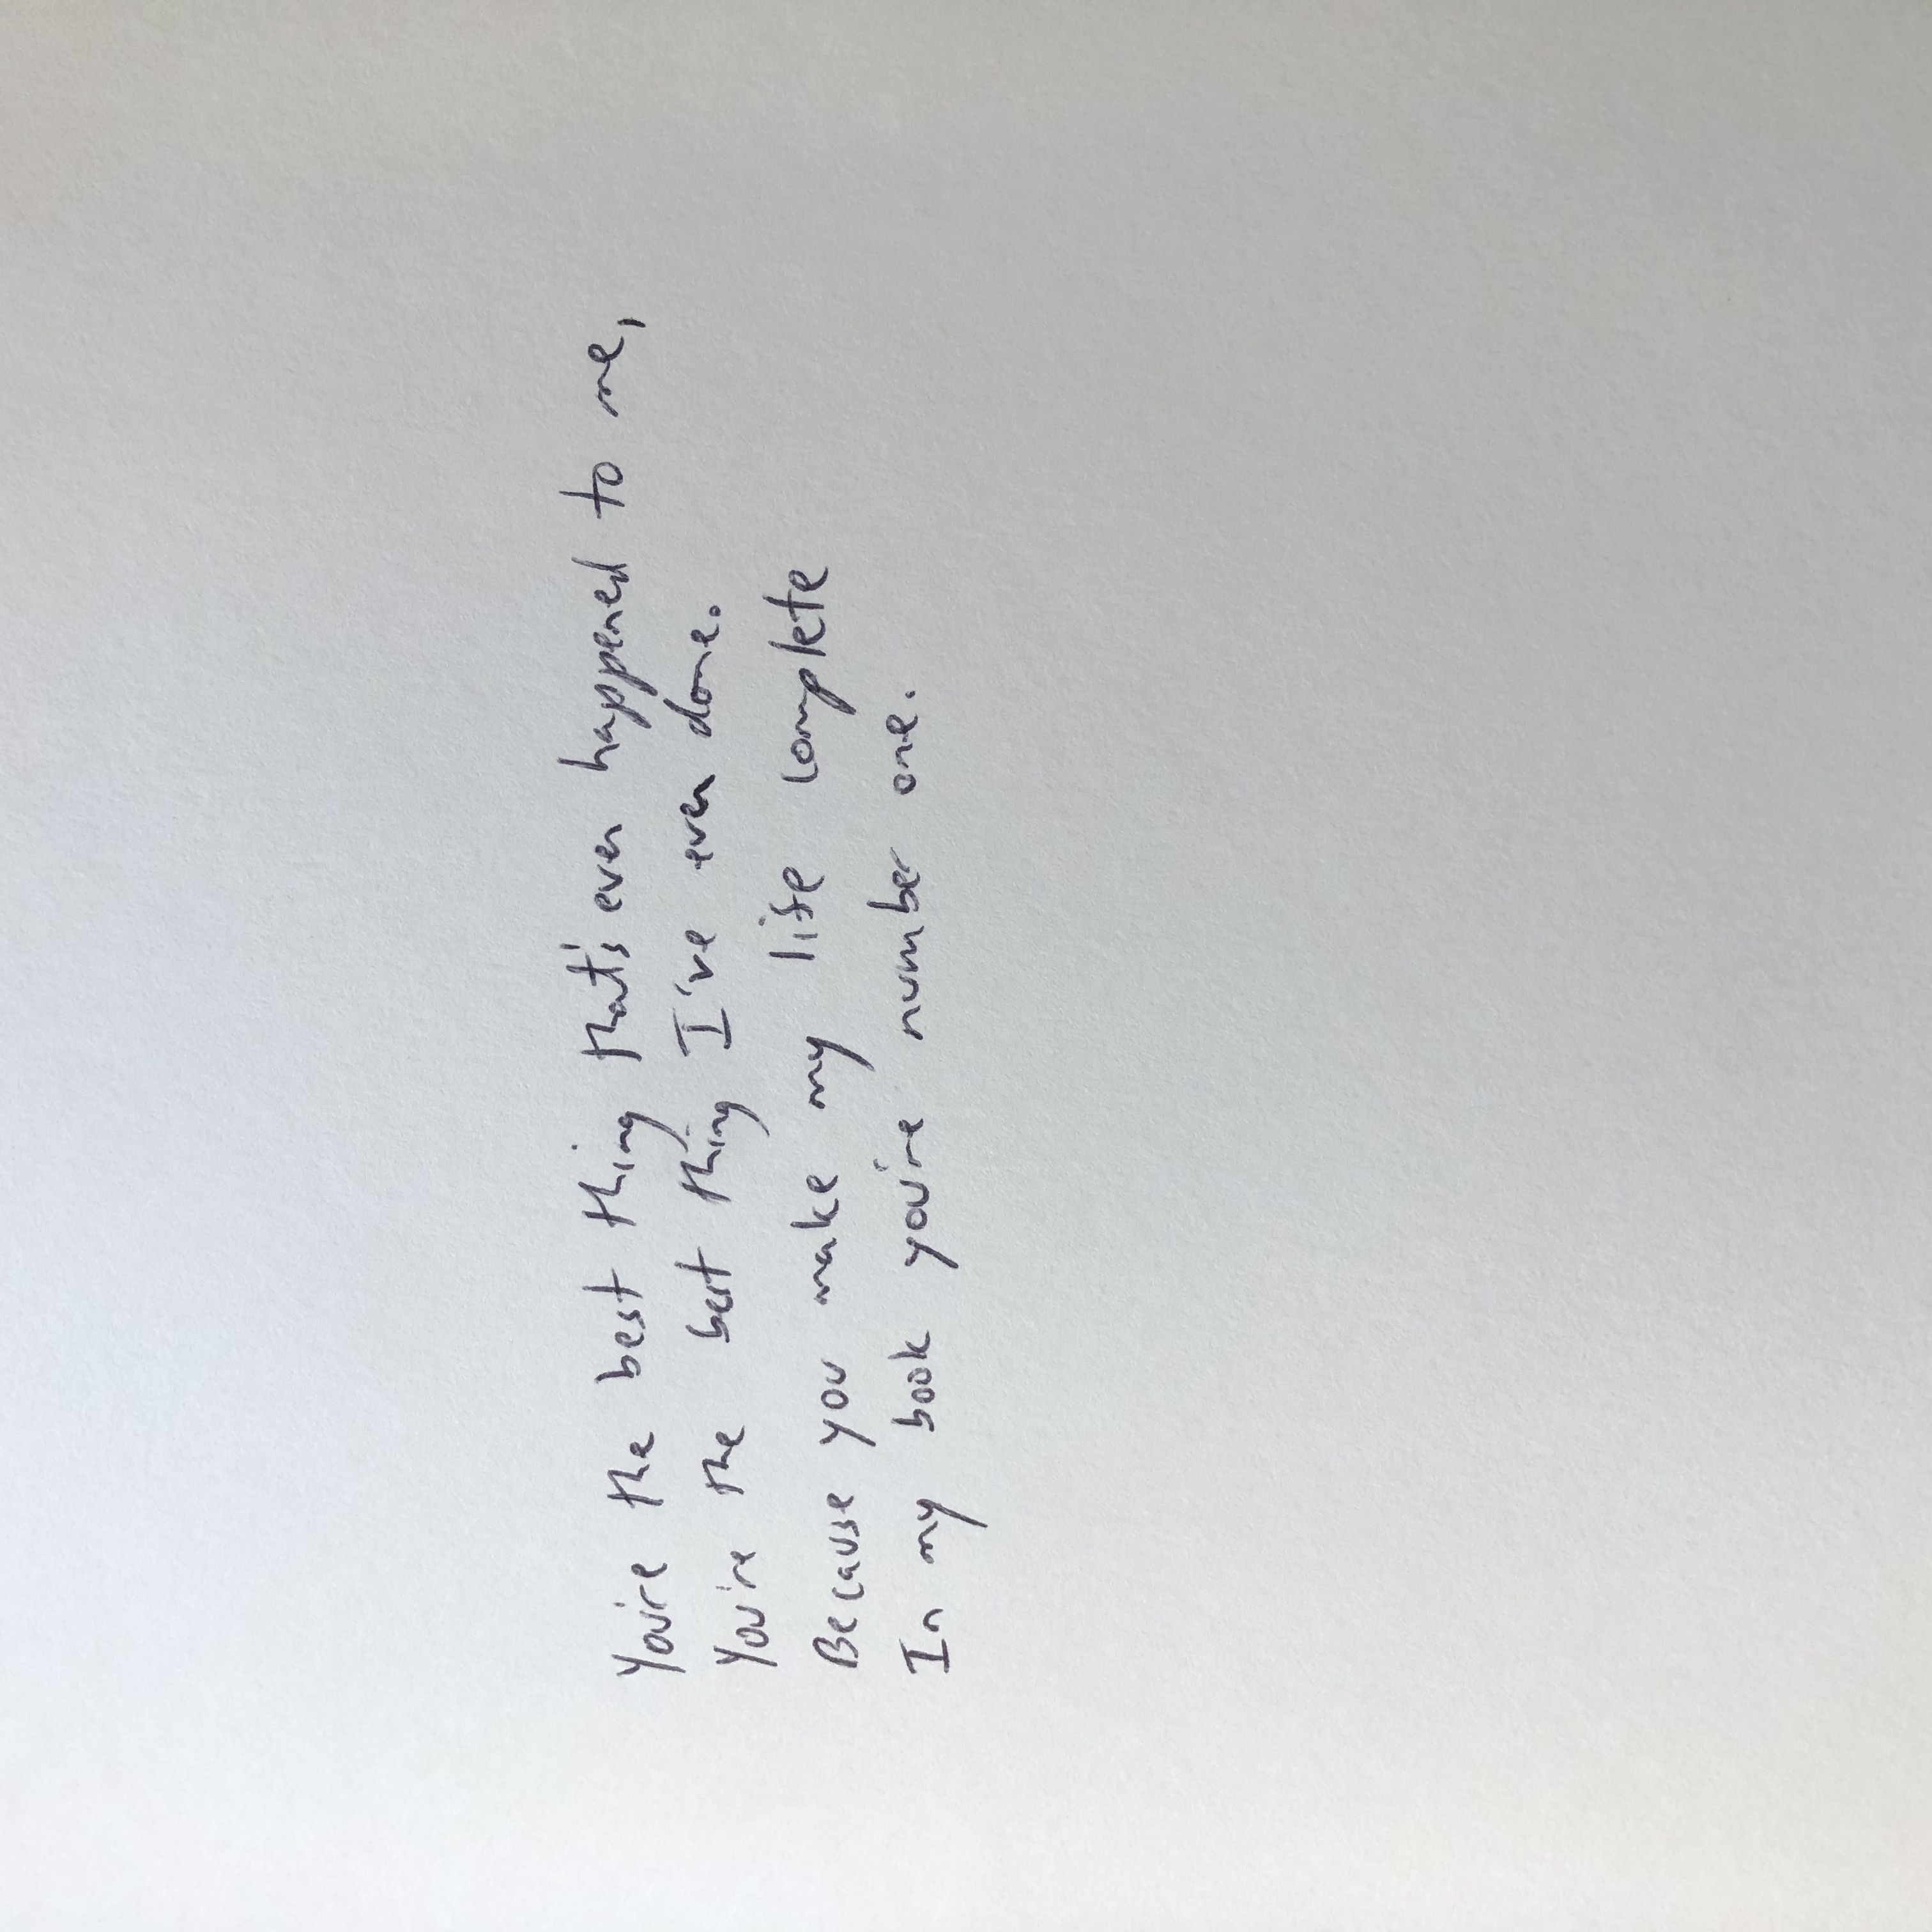 You're the best thing that's ever happened to me,
You're the best thing I've ever done.
Because you make my life complete
In my book you're number one.